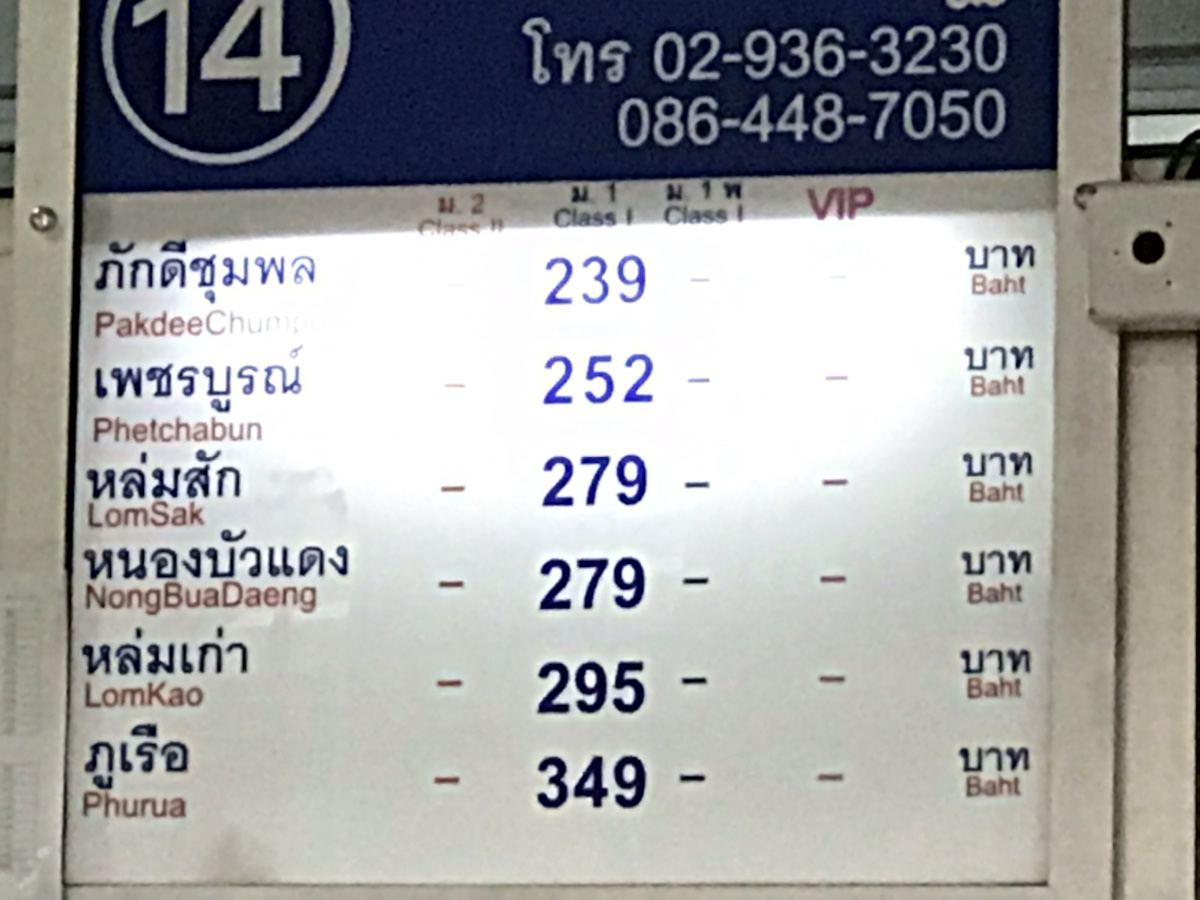 14
โทร 02-936-3230
086-448-7050
ม. 2 ม. 1 ม. 1 พ VIP
Class II Class I Class I
ภักดีชุมพล - 239 - - บาท
PakdeeChumpol Baht
เพชรบูรณ์ - 252 - - บาท
Phetchabun Baht
หล่มสัก - 279 - - บาท
LomSak Baht
หนองบัวแดง - 279 - - บาท
NongBuaDaeng Baht
หล่มเก่า - 295 - - บาท
LomKao Baht
ภูเรือ - 349 - - บาท
Phurua Baht